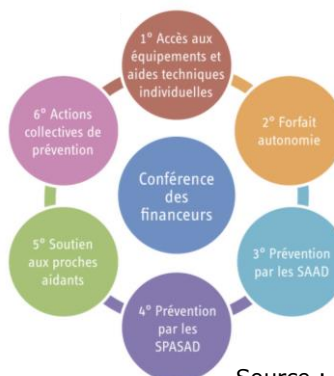 1° Accès aux
équipements et
aides techniques
individuelles
2° Forfait
autonomie
3° Prévention
par les SAAD
4° Prévention
par les
SPASAD
5° Soutien
aux proches
aidants
6° Actions
collectives de
prévention
Conférence
des
financeurs
Source :